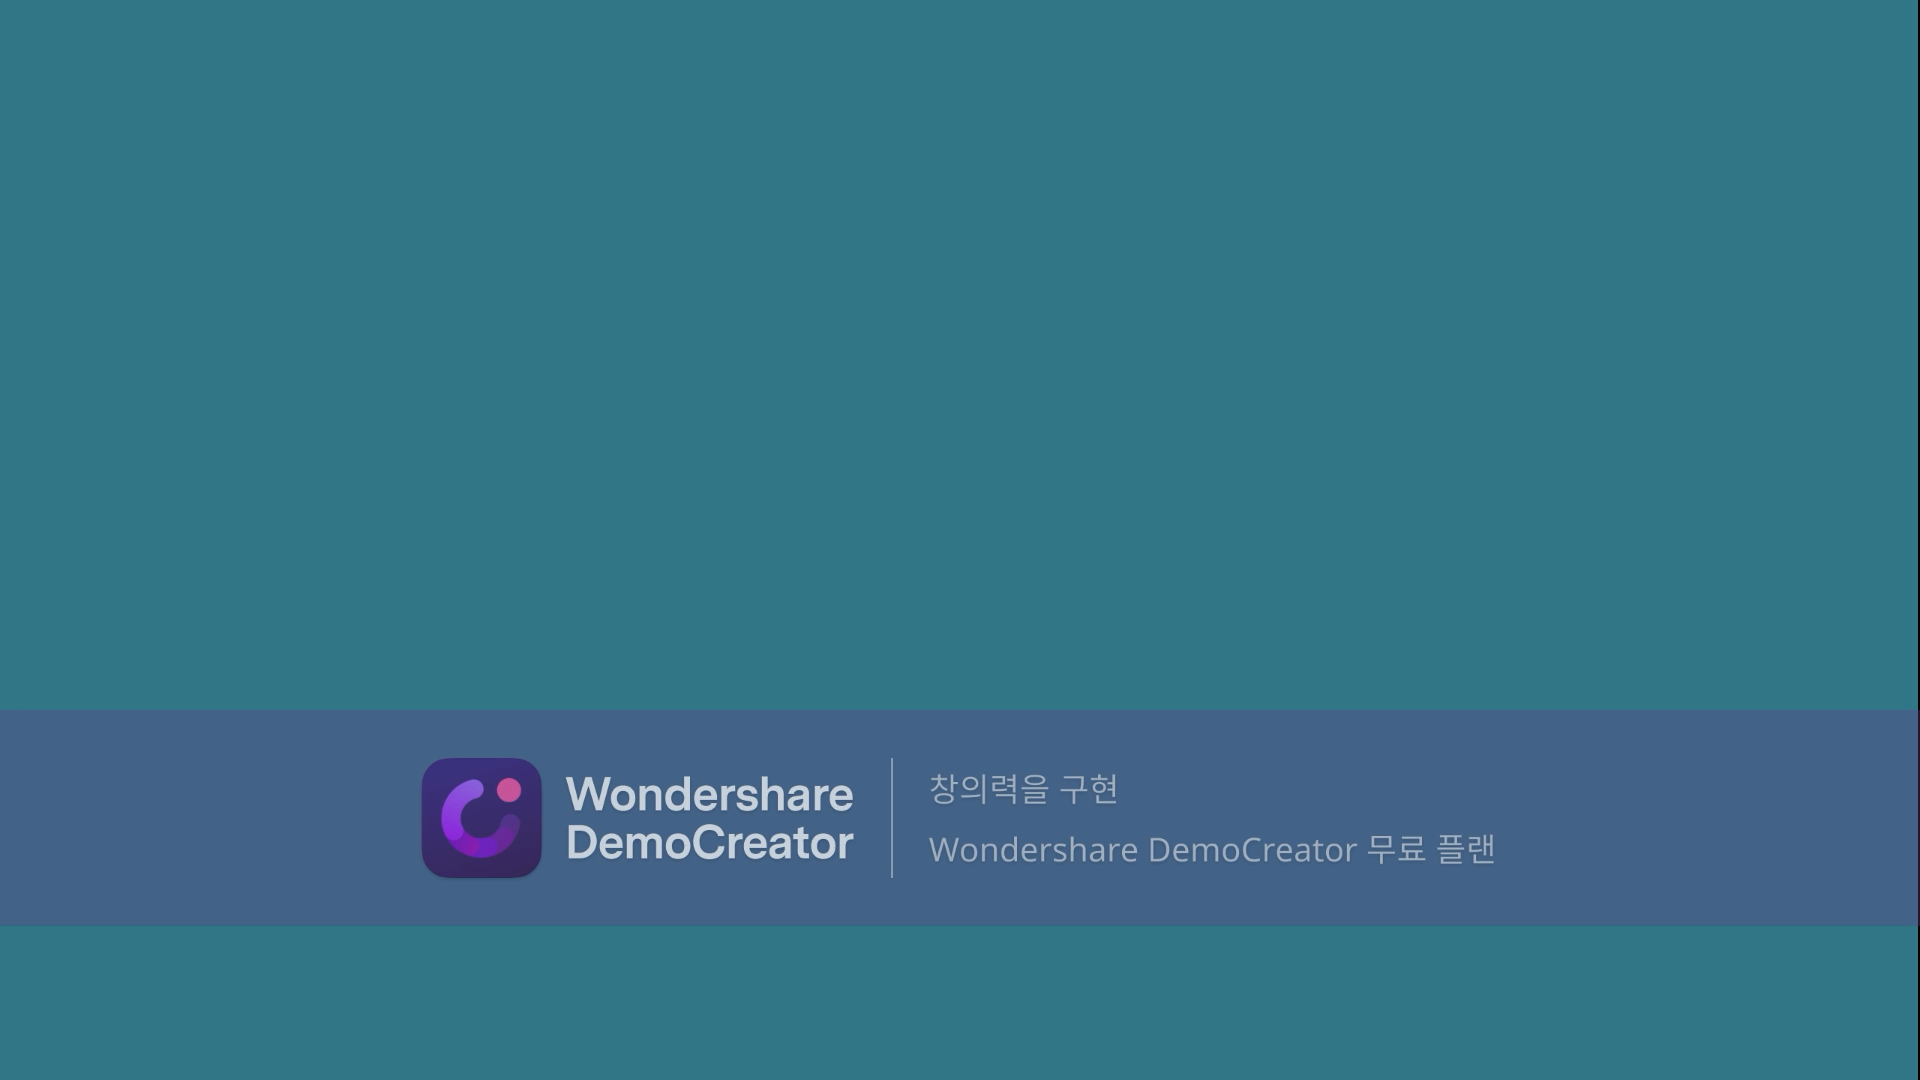 Wondershare
DemoCreator
창의력을 구현
Wondershare DemoCreator 무료 플랜